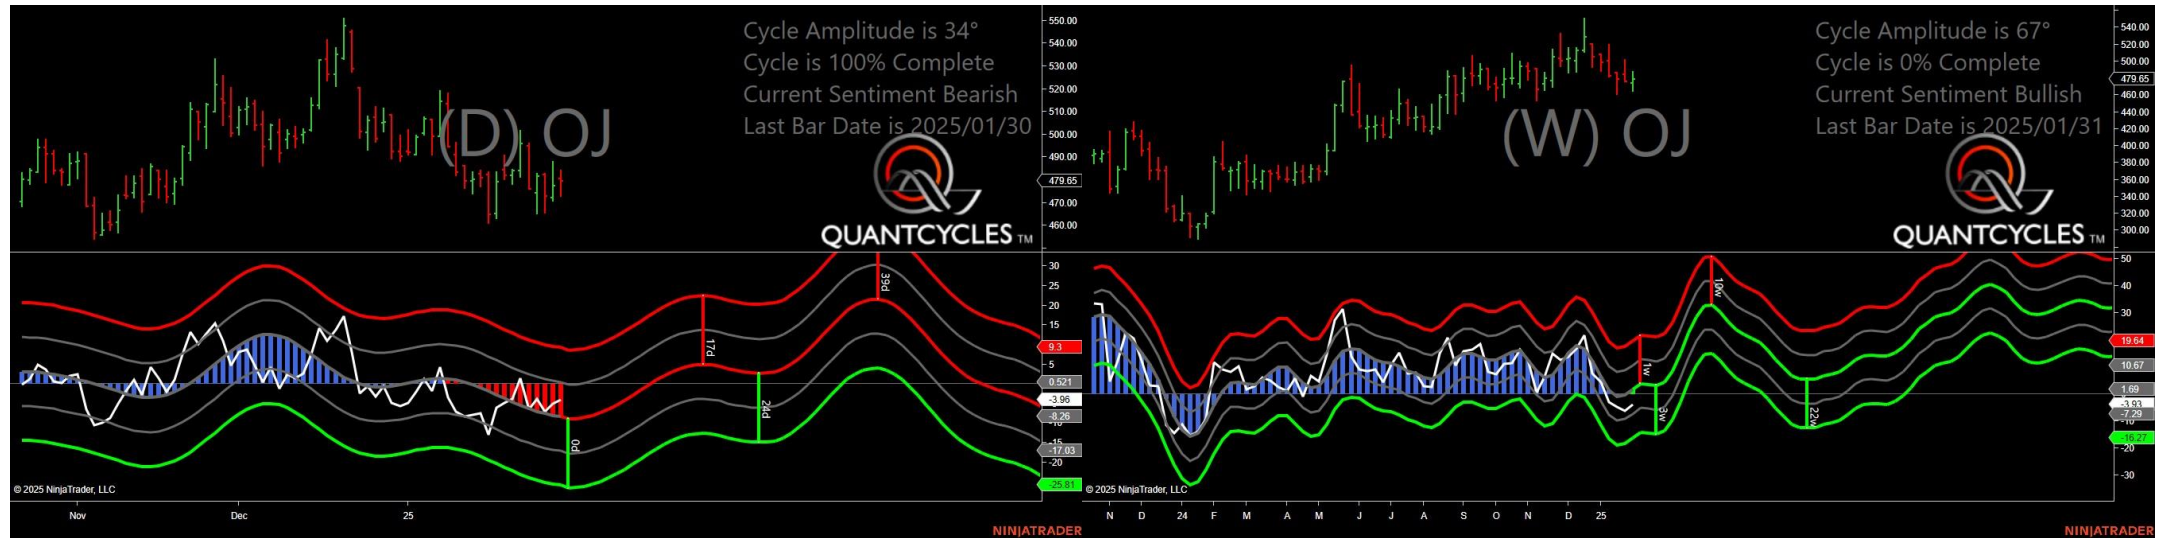 Cycle Amplitude is 34°
Cycle is 100% Complete
Current Sentiment Bearish
Last Bar Date is 2025/01/30
(D) OJ
QUANTCYCLES TM
550.00
540.00
530.00
520.00
510.00
500.00
490.00
479.65
470.00
460.00
30
25
20
15
9.3
5
0.521
-3.96
-8.26
-10
-15
-17.03
-20
-25.81
17d
39d
24d
0d
© 2025 NinjaTrader, LLC
Nov
Dec
25
NINJATRADER
Cycle Amplitude is 67°
Cycle is 0% Complete
Current Sentiment Bullish
Last Bar Date is 2025/01/31
(W) OJ
QUANTCYCLES TM
540.00
520.00
500.00
479.65
460.00
440.00
420.00
400.00
380.00
360.00
340.00
320.00
300.00
50
40
30
19.64
10.67
1.69
-3.93
-7.29
-10
-16.27
-20
-30
10w
1w
3w
22w
© 2025 NinjaTrader, LLC
N D 24 F M A M J J A S O N D 25
NINJATRADER